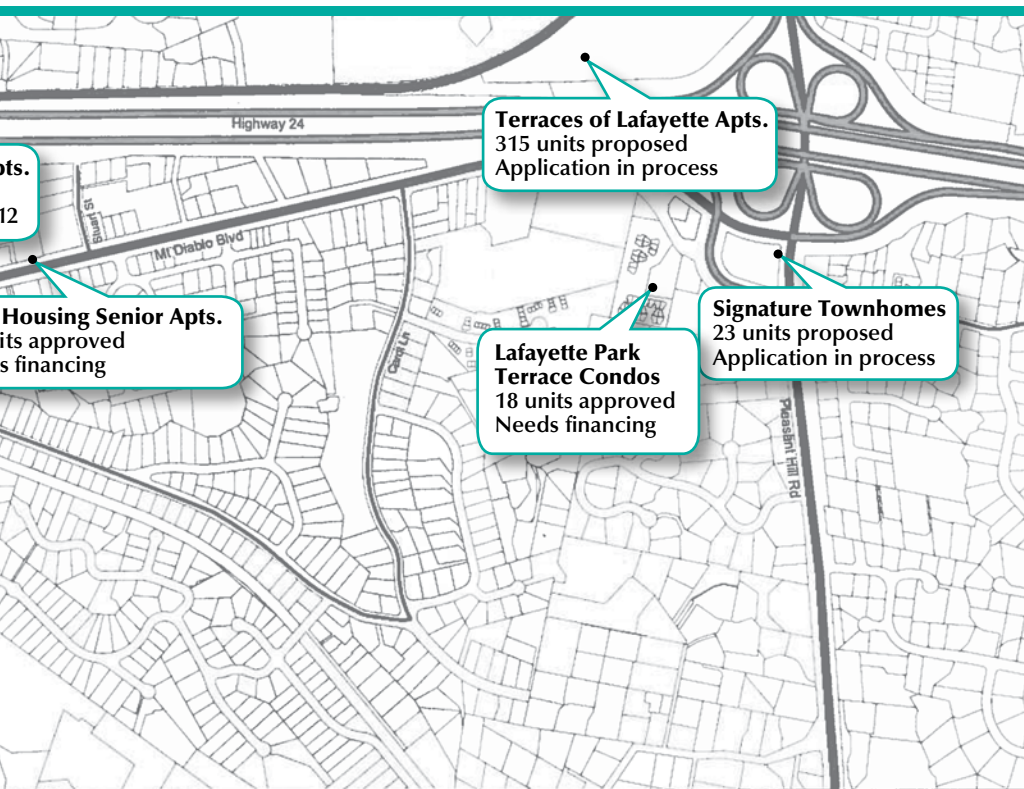 Terraces of Lafayette Apts.
315 units proposed
Application in process
Highway 24
12
Stuart St
Mt Diablo Blvd
Housing Senior Apts.
approved
financing
Carol Ln
Lafayette Park
Terrace Condos
18 units approved
Needs financing
Signature Townhomes
23 units proposed
Application in process
Pleasant Hill Rd